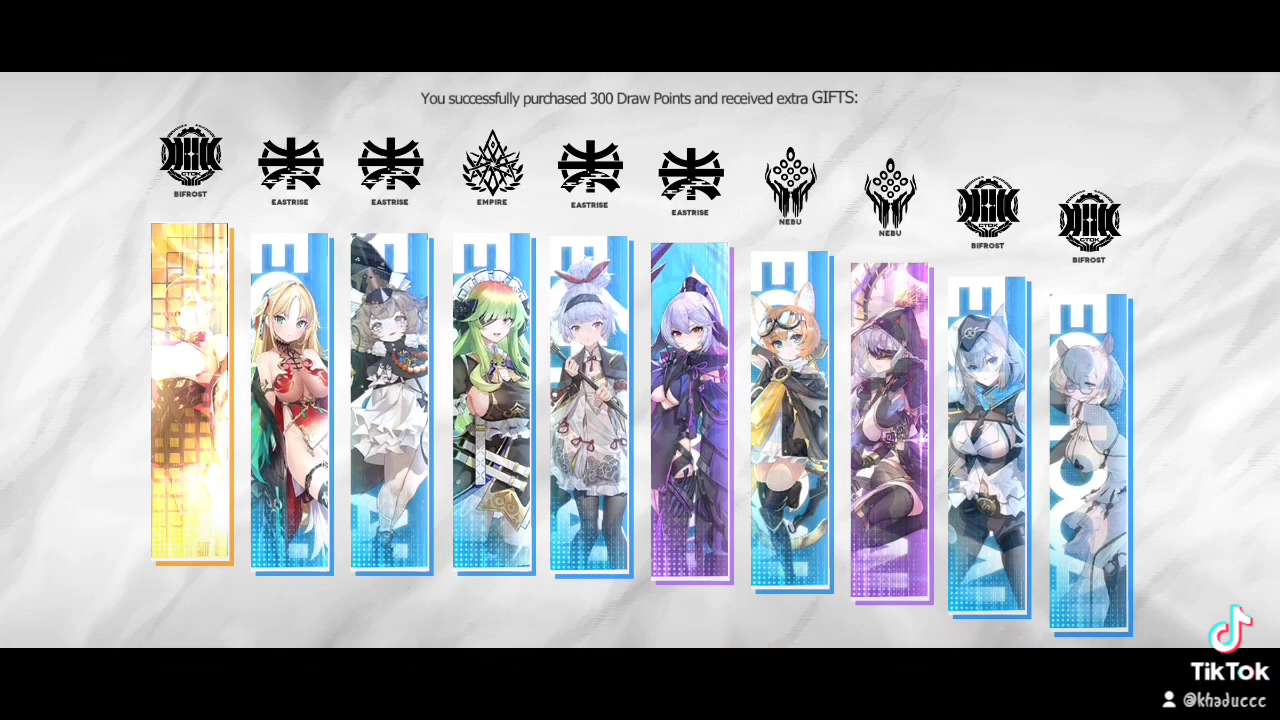 You successfully purchased 300 Draw Points and received extra GIFTS:
BIFROST
EASTRISE
EASTRISE
EMPIRE
EASTRISE
EASTRISE
NEBU
NEBU
BIFROST
BIFROST
TikTok
@khaduccc